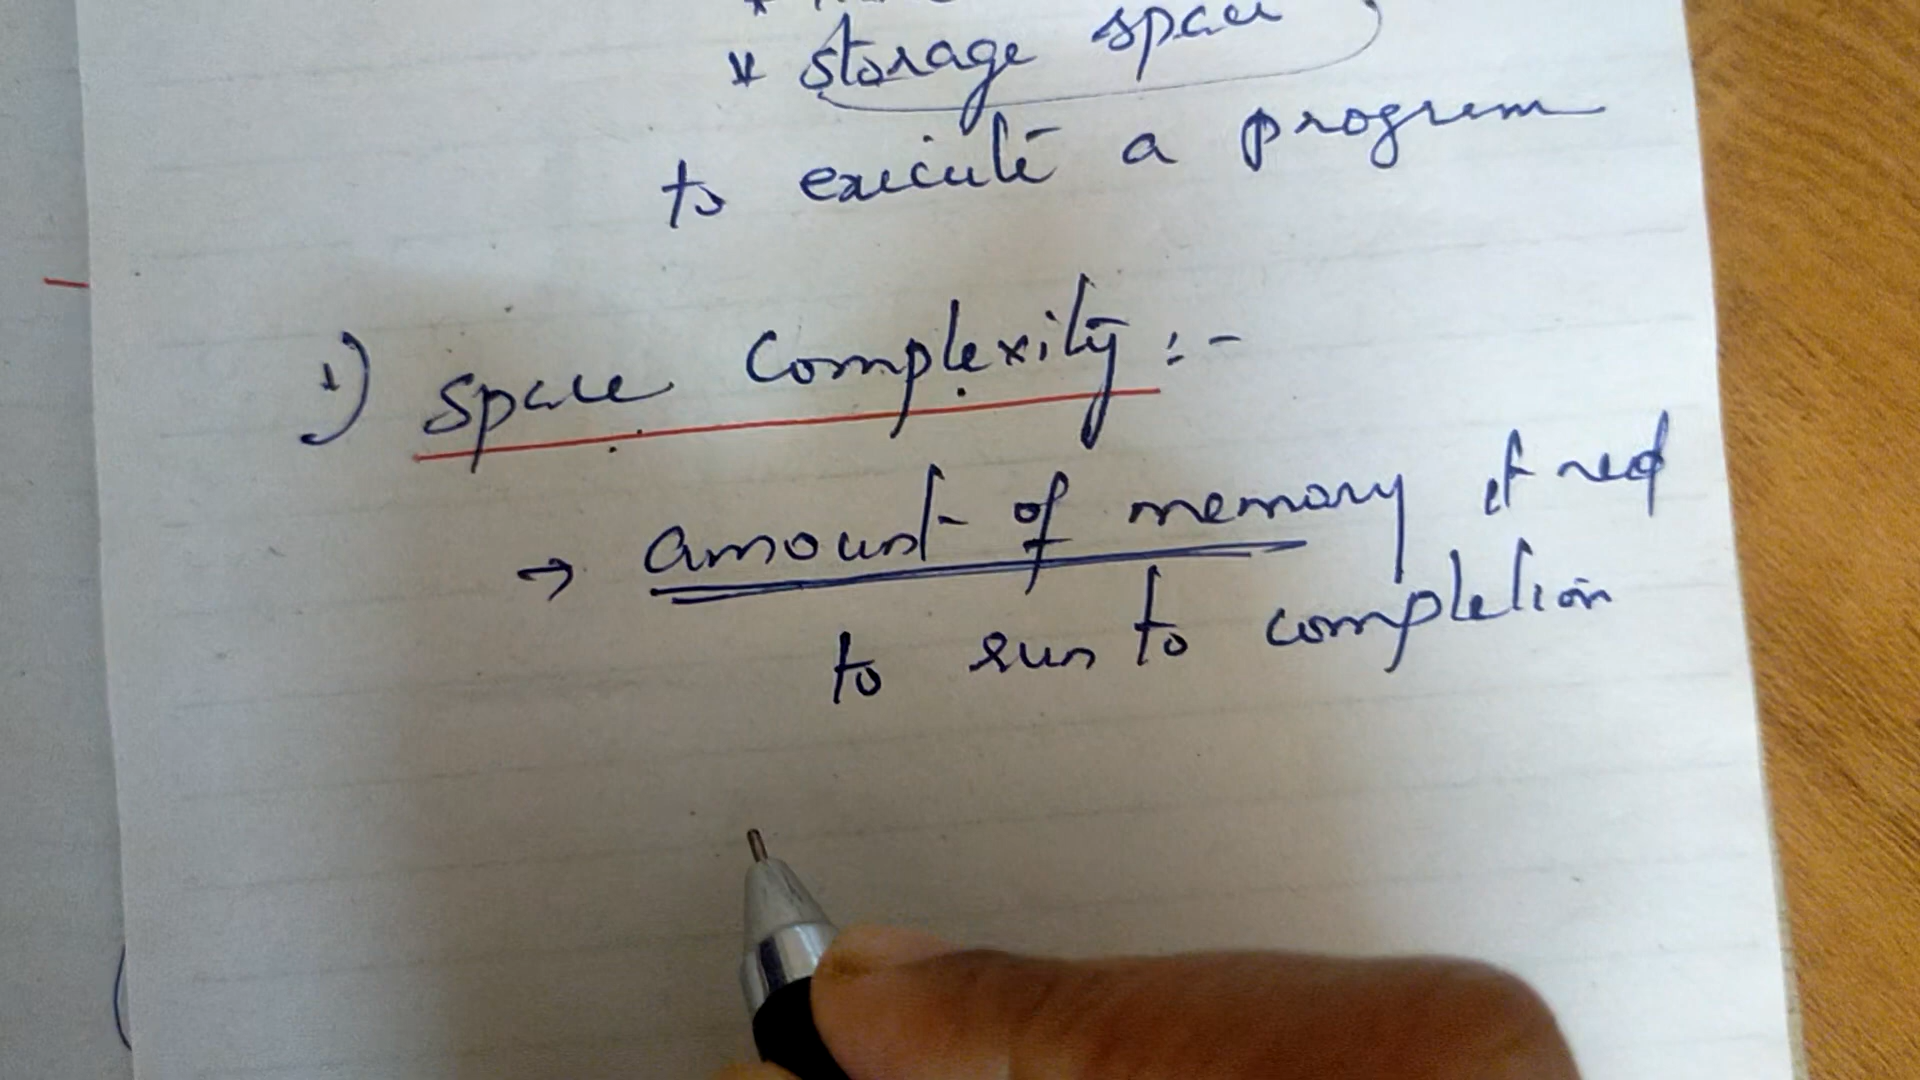 * storage space
to execute a program
1) space complexity :-
→ amount of memory it req
to run to completion